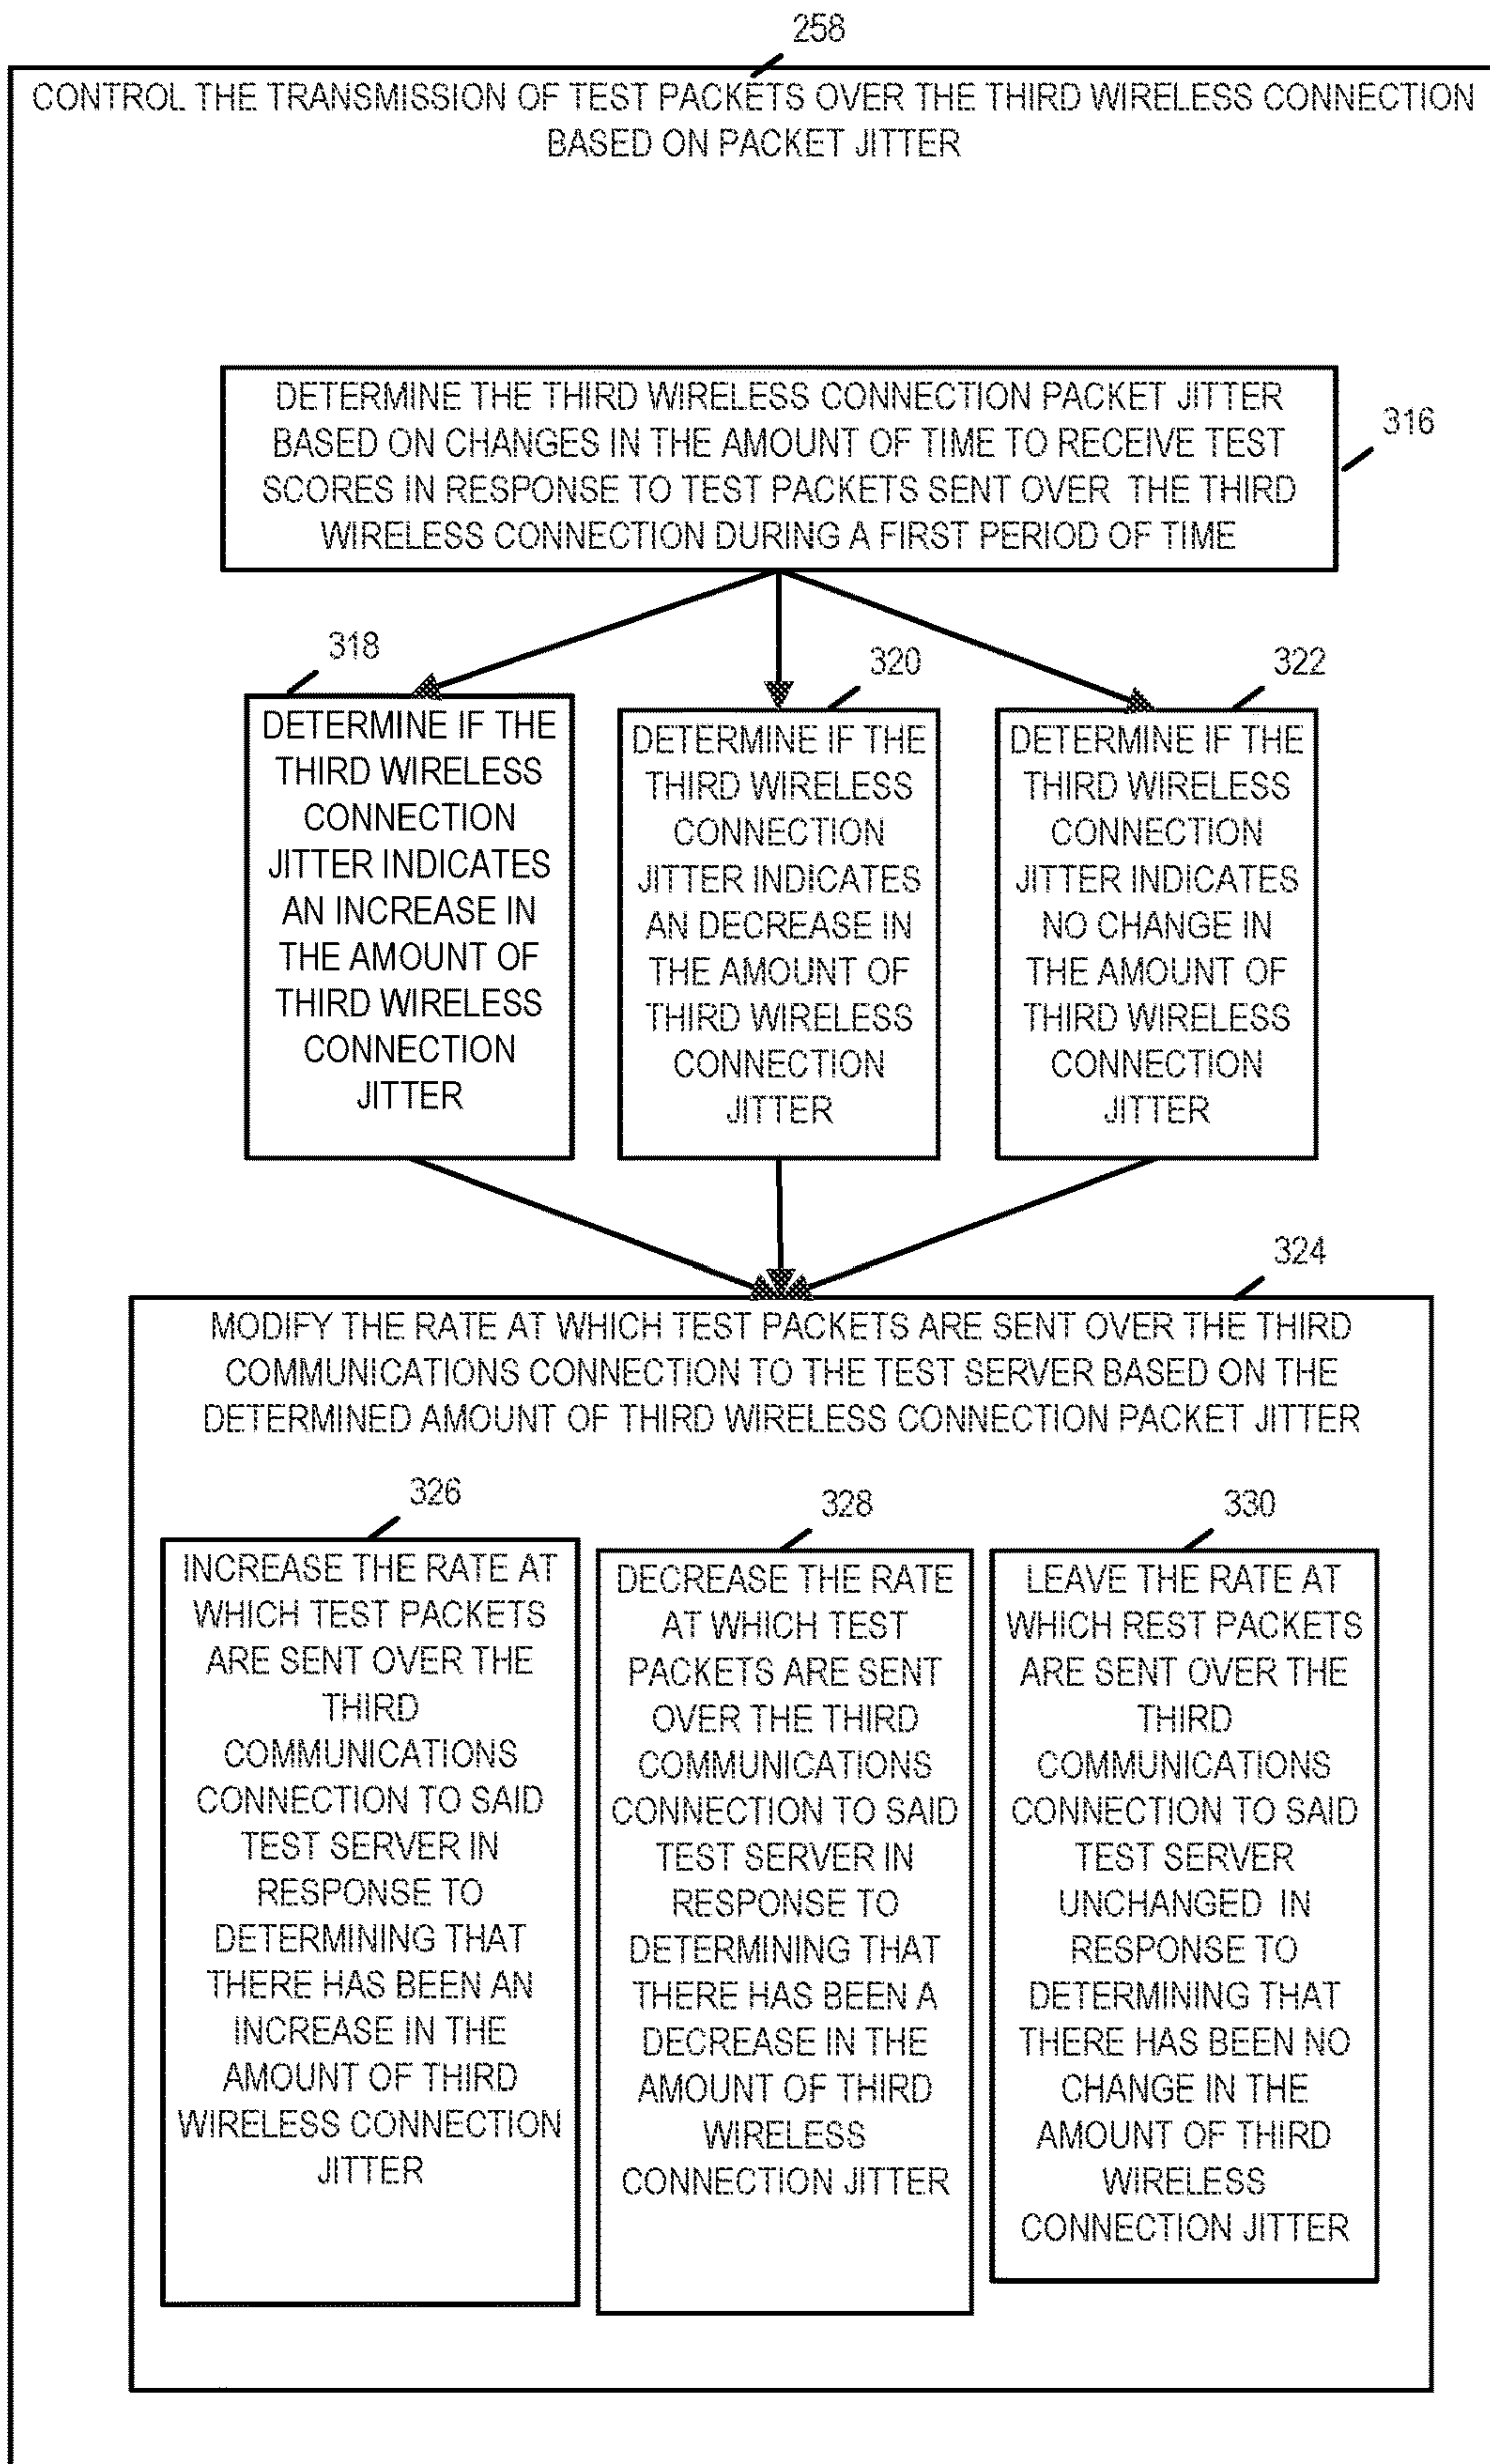 258
CONTROL THE TRANSMISSION OF TEST PACKETS OVER THE THIRD WIRELESS CONNECTION
BASED ON PACKET JITTER
DETERMINE THE THIRD WIRELESS CONNECTION PACKET JITTER
BASED ON CHANGES IN THE AMOUNT OF TIME TO RECEIVE TEST
SCORES IN RESPONSE TO TEST PACKETS SENT OVER THE THIRD
WIRELESS CONNECTION DURING A FIRST PERIOD OF TIME
316
318
DETERMINE IF THE
THIRD WIRELESS
CONNECTION
JITTER INDICATES
AN INCREASE IN
THE AMOUNT OF
THIRD WIRELESS
CONNECTION
JITTER
320
DETERMINE IF THE
THIRD WIRELESS
CONNECTION
JITTER INDICATES
AN DECREASE IN
THE AMOUNT OF
THIRD WIRELESS
CONNECTION
JITTER
322
DETERMINE IF THE
THIRD WIRELESS
CONNECTION
JITTER INDICATES
NO CHANGE IN
THE AMOUNT OF
THIRD WIRELESS
CONNECTION
JITTER
324
MODIFY THE RATE AT WHICH TEST PACKETS ARE SENT OVER THE THIRD
COMMUNICATIONS CONNECTION TO THE TEST SERVER BASED ON THE
DETERMINED AMOUNT OF THIRD WIRELESS CONNECTION PACKET JITTER
326
INCREASE THE RATE AT
WHICH TEST PACKETS
ARE SENT OVER THE
THIRD
COMMUNICATIONS
CONNECTION TO SAID
TEST SERVER IN
RESPONSE TO
DETERMINING THAT
THERE HAS BEEN AN
INCREASE IN THE
AMOUNT OF THIRD
WIRELESS CONNECTION
JITTER
328
DECREASE THE RATE
AT WHICH TEST
PACKETS ARE SENT
OVER THE THIRD
COMMUNICATIONS
CONNECTION TO SAID
TEST SERVER IN
RESPONSE TO
DETERMINING THAT
THERE HAS BEEN A
DECREASE IN THE
AMOUNT OF THIRD
WIRELESS
CONNECTION JITTER
330
LEAVE THE RATE AT
WHICH REST PACKETS
ARE SENT OVER THE
THIRD
COMMUNICATIONS
CONNECTION TO SAID
TEST SERVER
UNCHANGED IN
RESPONSE TO
DETERMINING THAT
THERE HAS BEEN NO
CHANGE IN THE
AMOUNT OF THIRD
WIRELESS
CONNECTION JITTER